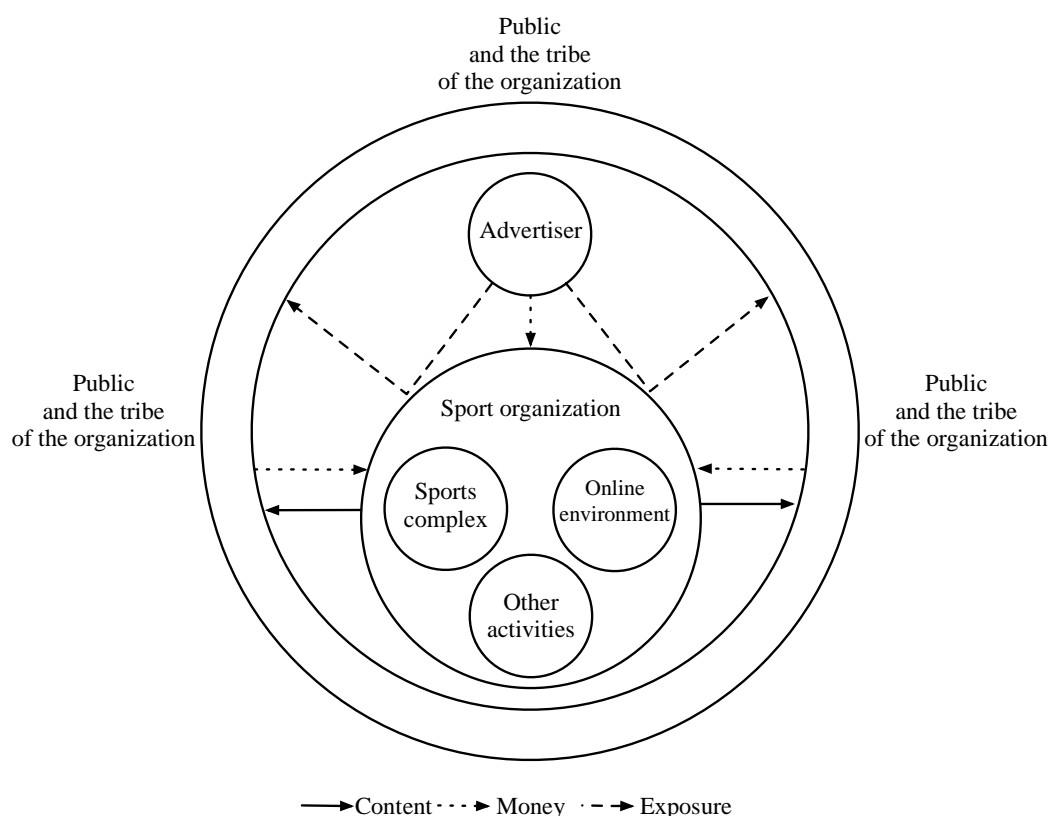 Public
and the tribe
of the organization
Advertiser
Public
and the tribe
of the organization
Public
and the tribe
of the organization
Sport organization
Sports
complex
Online
environment
Other
activities
Content Money Exposure